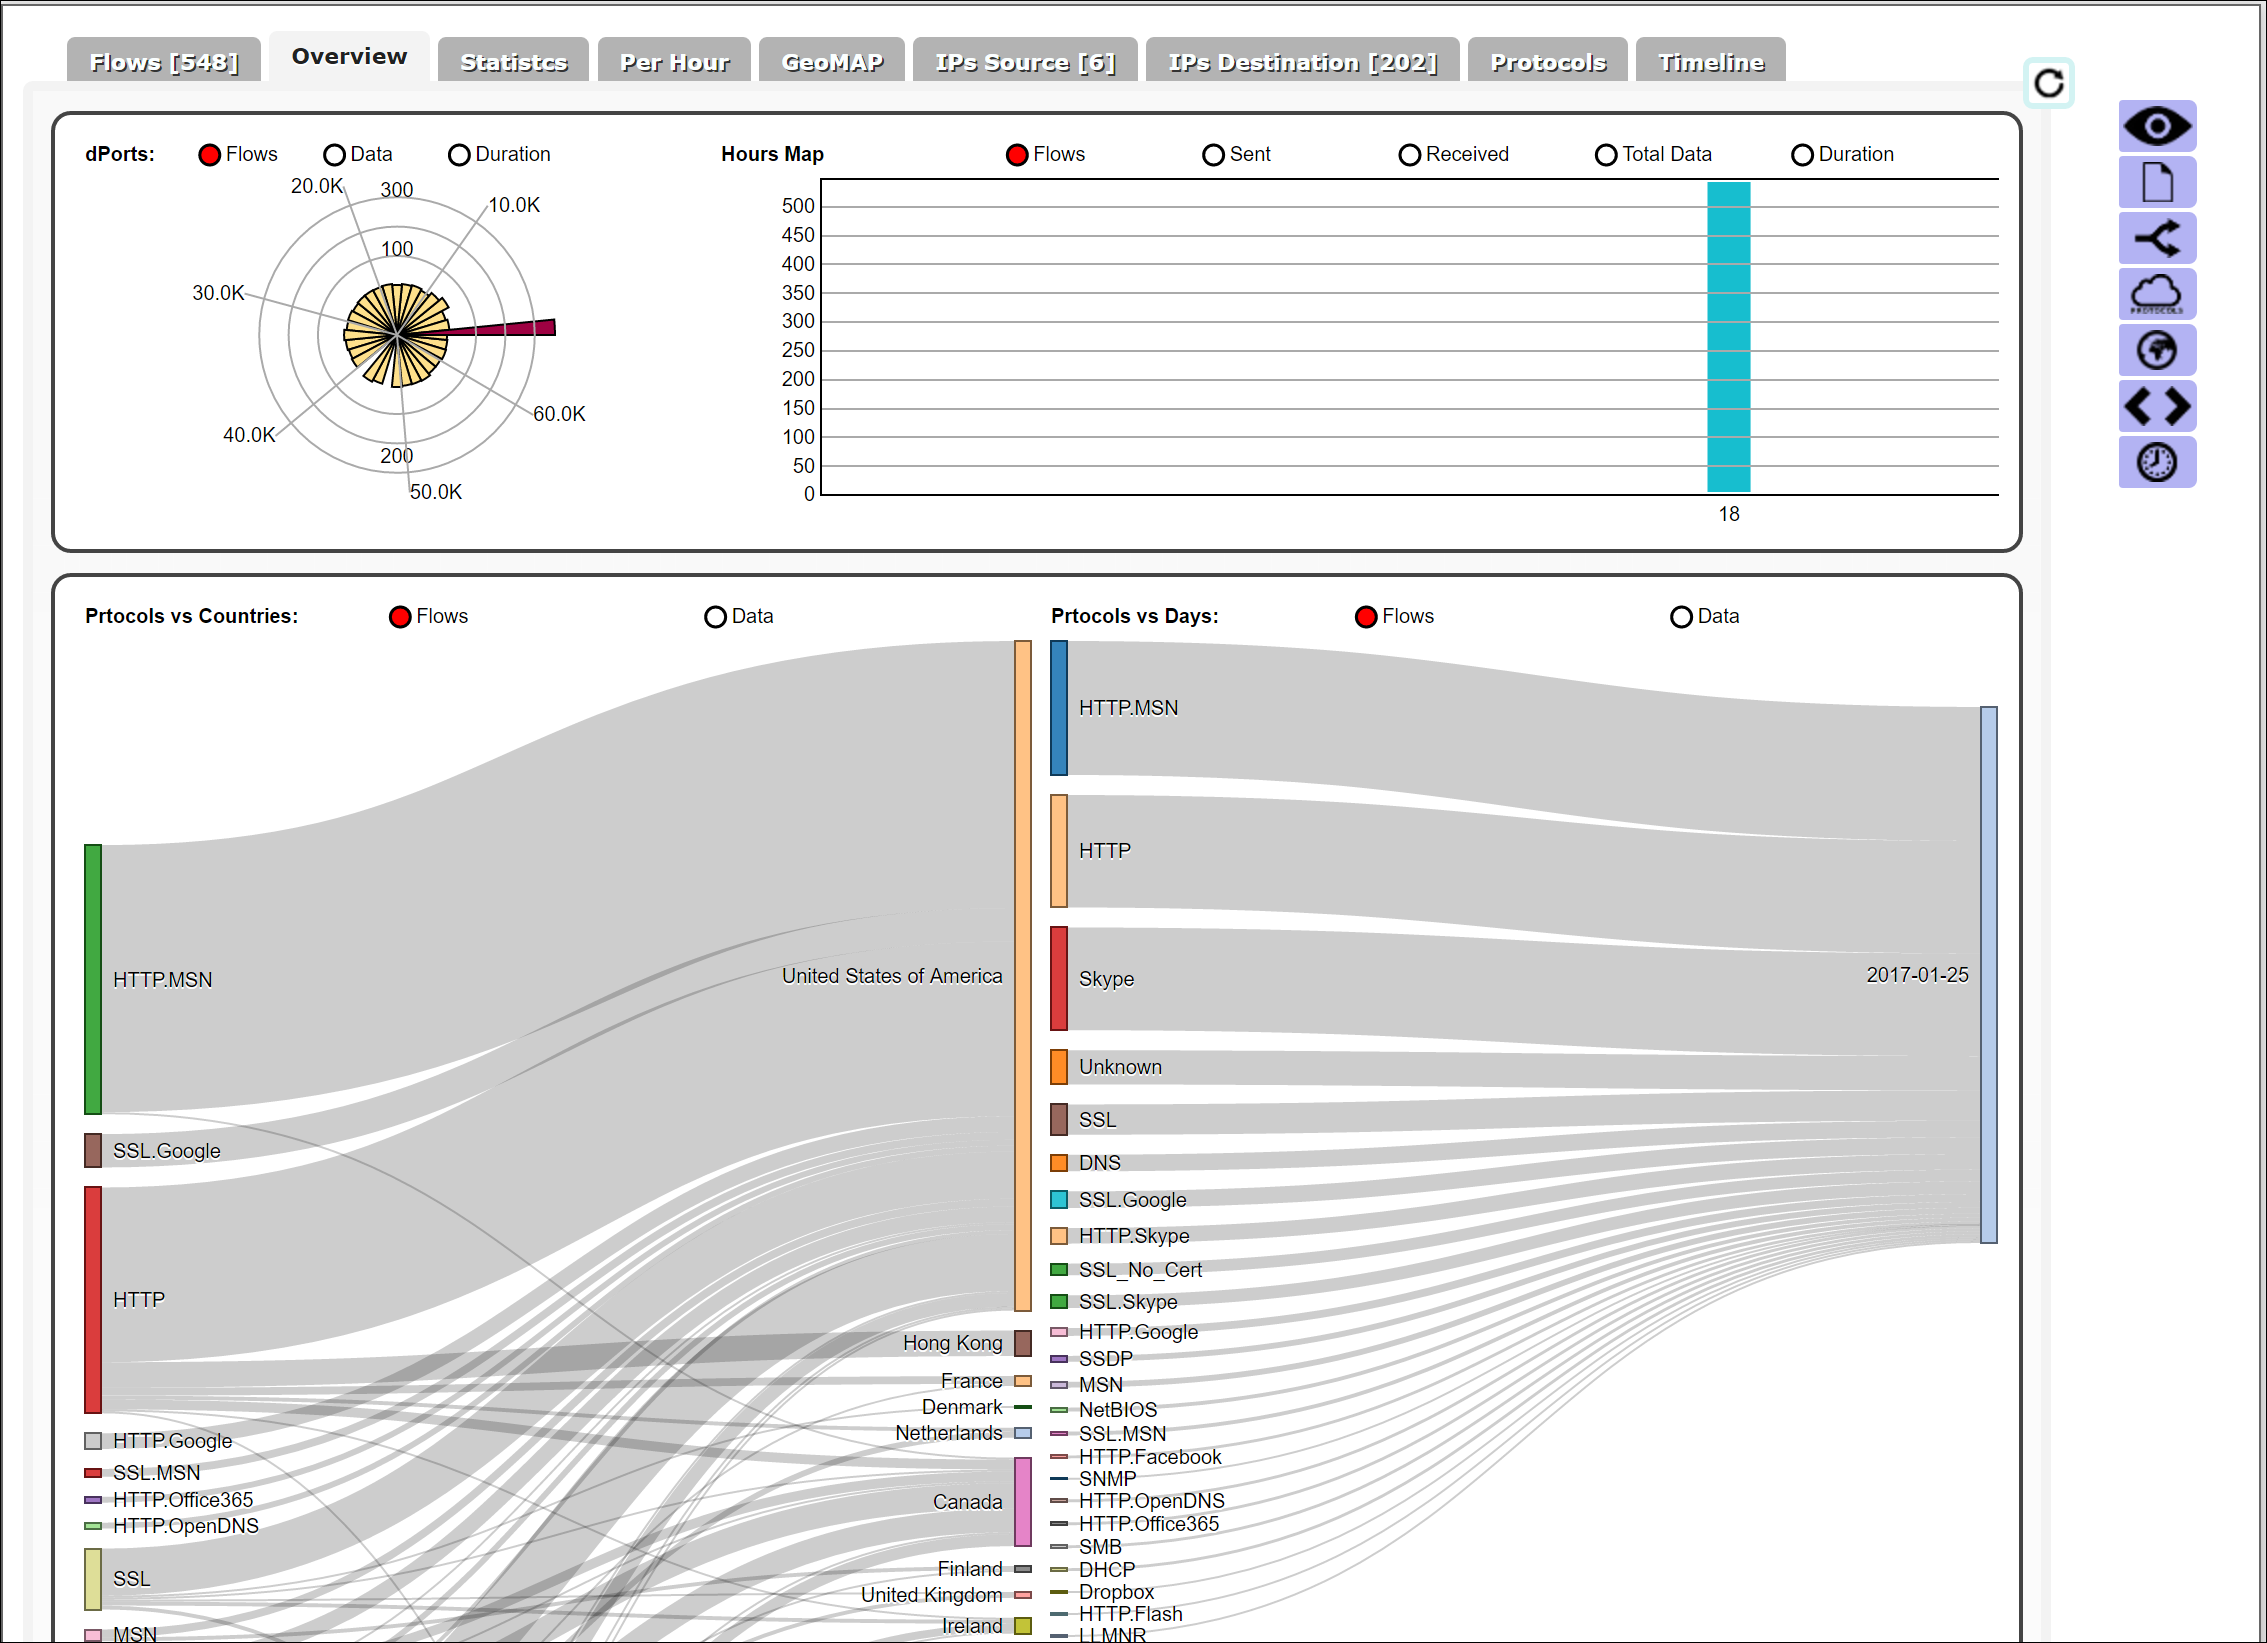 Flows [548]
Overview
Statistcs
Per Hour
GeoMAP
IPs Source [6]
IPs Destination [202]
Protocols
Timeline
dPorts:
Flows
Data
Duration
20.0K
300
10.0K
100
30.0K
60.0K
40.0K
200
50.0K
Hours Map
Flows
Sent
Received
Total Data
Duration
500
450
400
350
300
250
200
150
100
50
0
18
PROTOCOLS
Prtocols vs Countries:
Flows
Data
HTTP.MSN
SSL.Google
HTTP
HTTP.Google
SSL.MSN
HTTP.Office365
HTTP.OpenDNS
SSL
MSN
United States of America
Hong Kong
France
Denmark
Netherlands
Canada
Finland
United Kingdom
Ireland
Prtocols vs Days:
Flows
Data
HTTP.MSN
HTTP
Skype
Unknown
SSL
DNS
SSL.Google
HTTP.Skype
SSL_No_Cert
SSL.Skype
HTTP.Google
SSDP
MSN
NetBIOS
SSL.MSN
HTTP.Facebook
SNMP
HTTP.OpenDNS
HTTP.Office365
SMB
DHCP
Dropbox
HTTP.Flash
LLMNR
2017-01-25